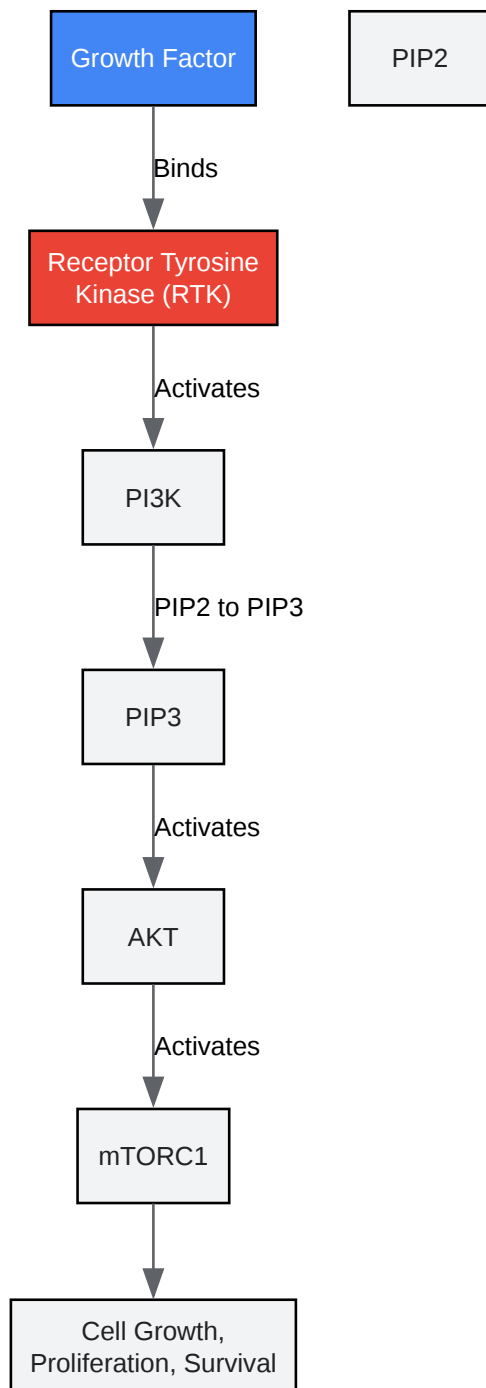 Growth Factor
PIP2
Binds
Receptor Tyrosine
Kinase (RTK)
Activates
PI3K
PIP2 to PIP3
PIP3
Activates
AKT
Activates
mTORC1
Cell Growth,
Proliferation, Survival